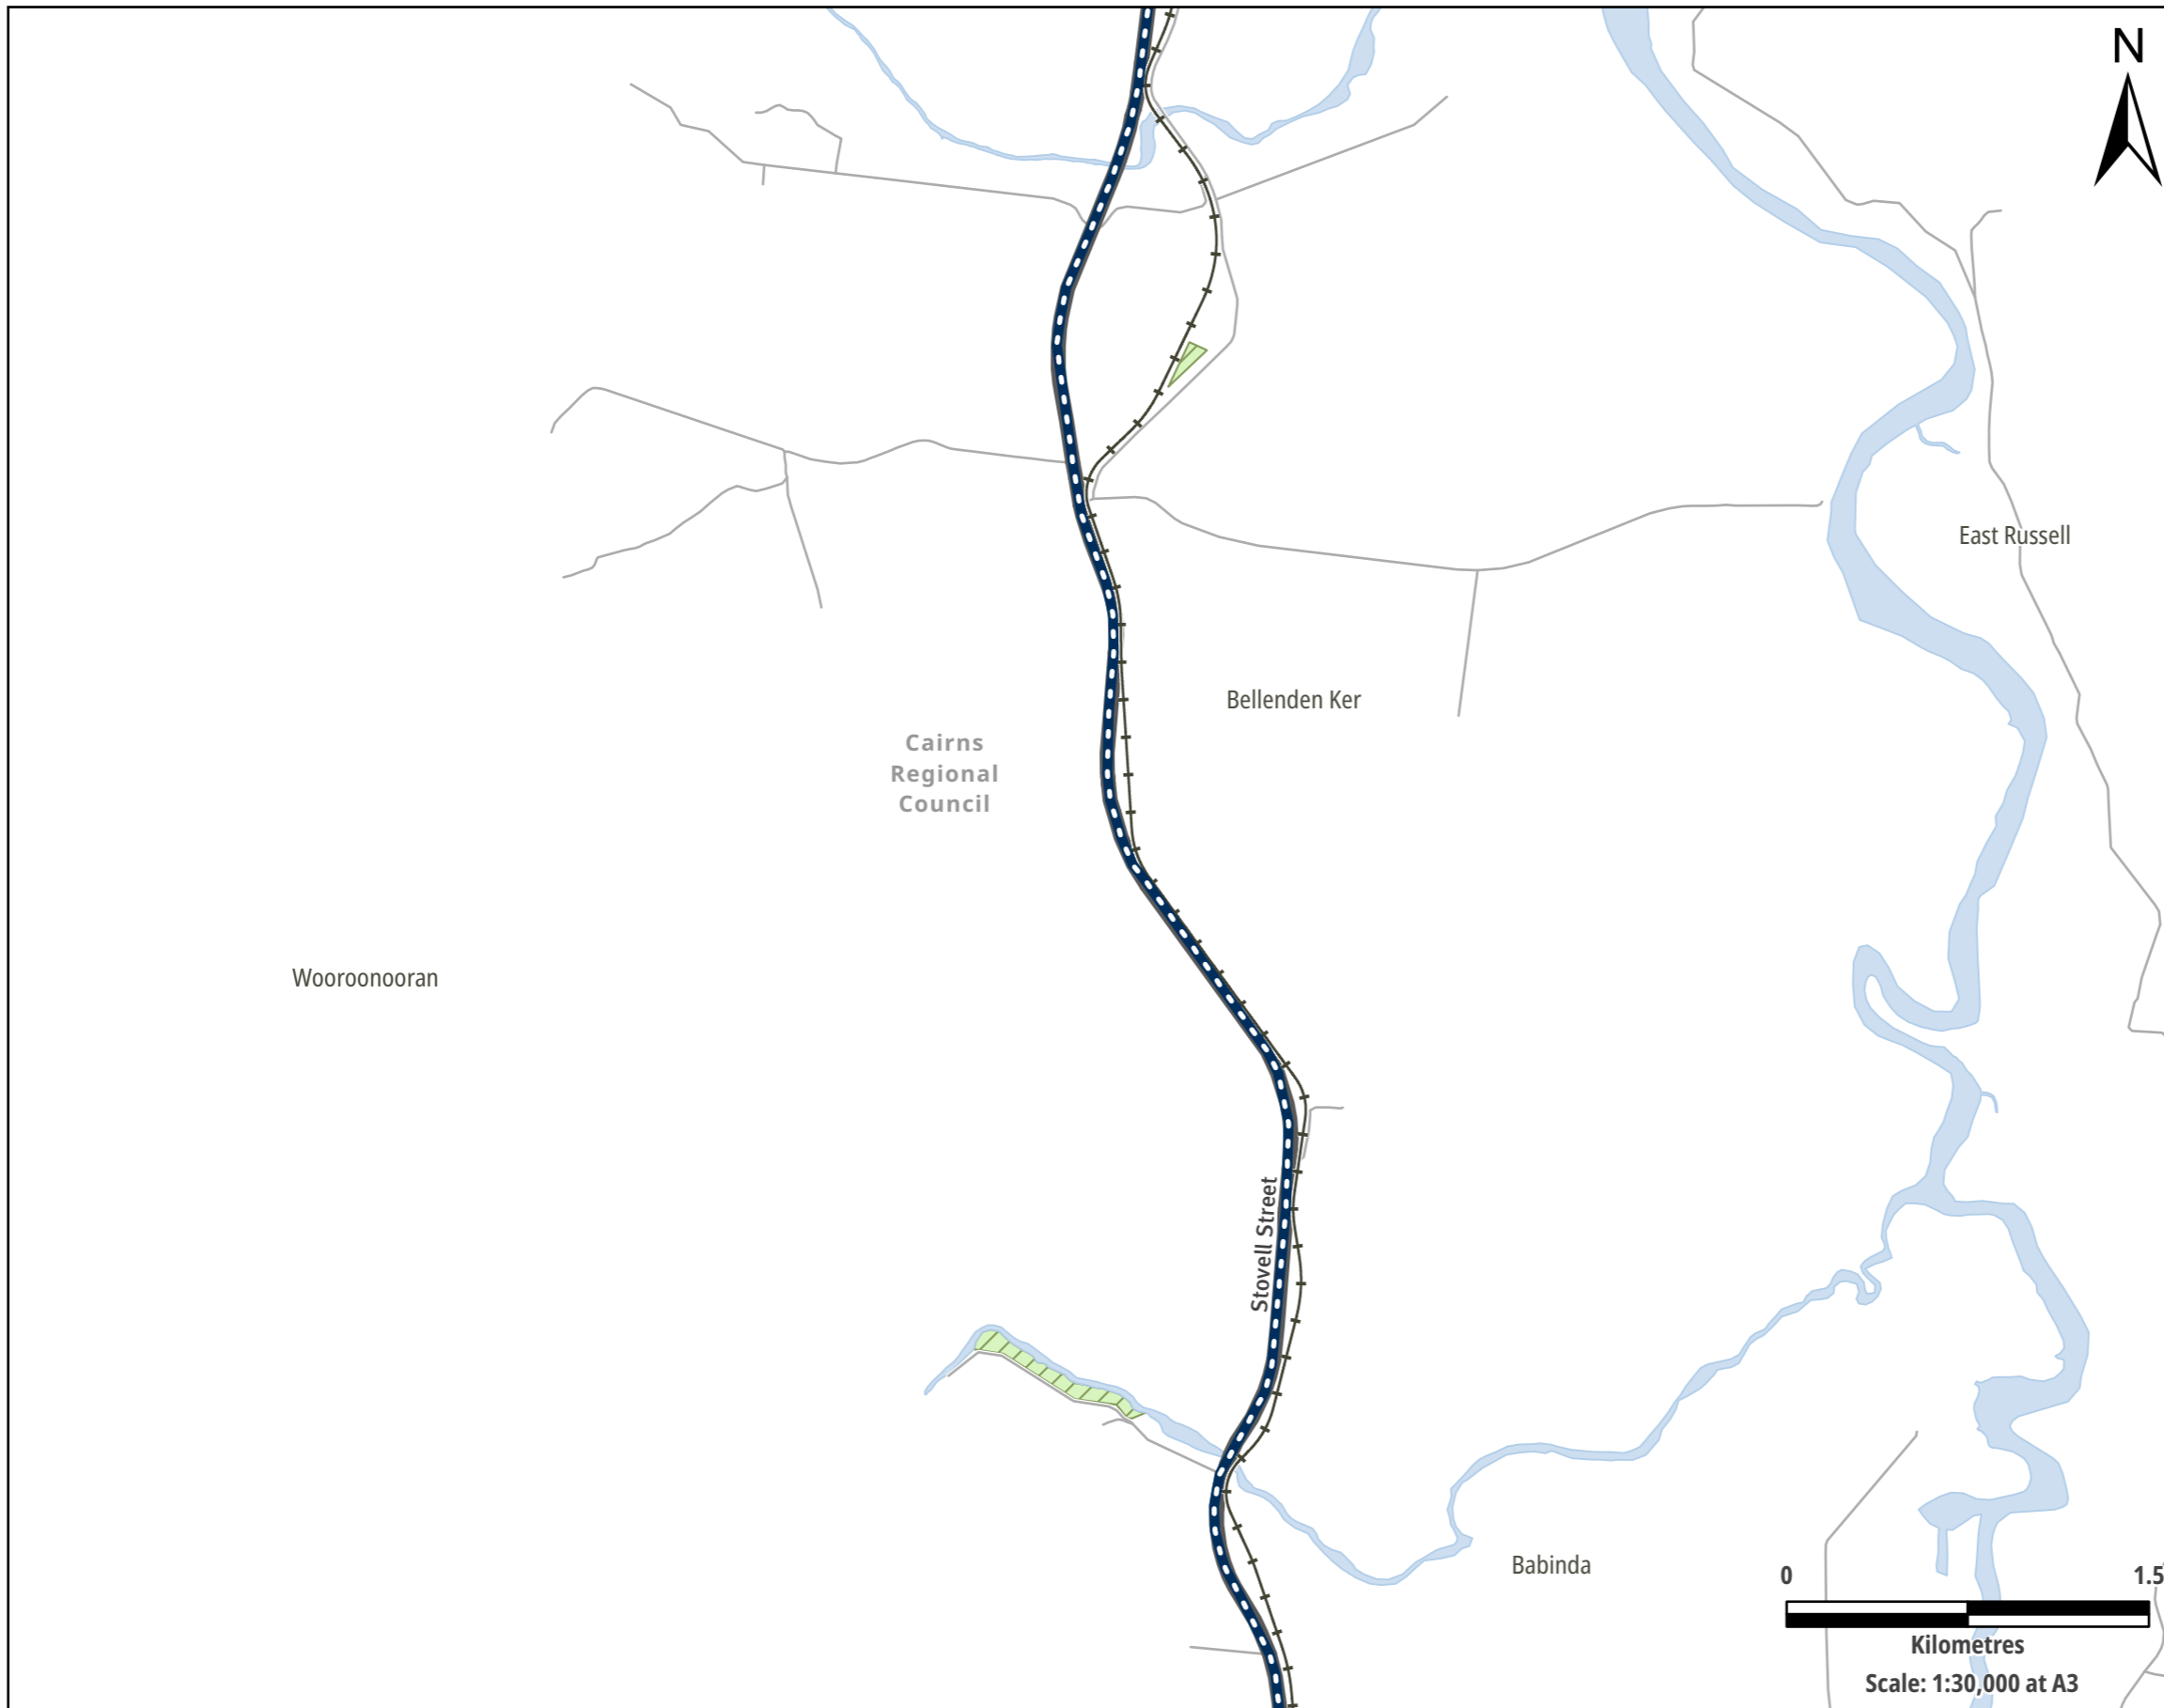 N
East Russell
Bellenden Ker
Cairns
Regional
Council
Wooroonooran
Stovell Street
Babinda
0 1.5
Kilometres
Scale: 1:30,000 at A3